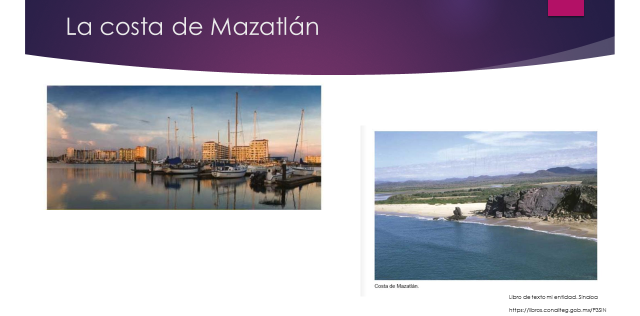 La costa de Mazatlán
Costa de Mazatlán.
Libro de texto mi entidad. Sinaloa
https://libros.conaliteg.gob.mx/P3SIN